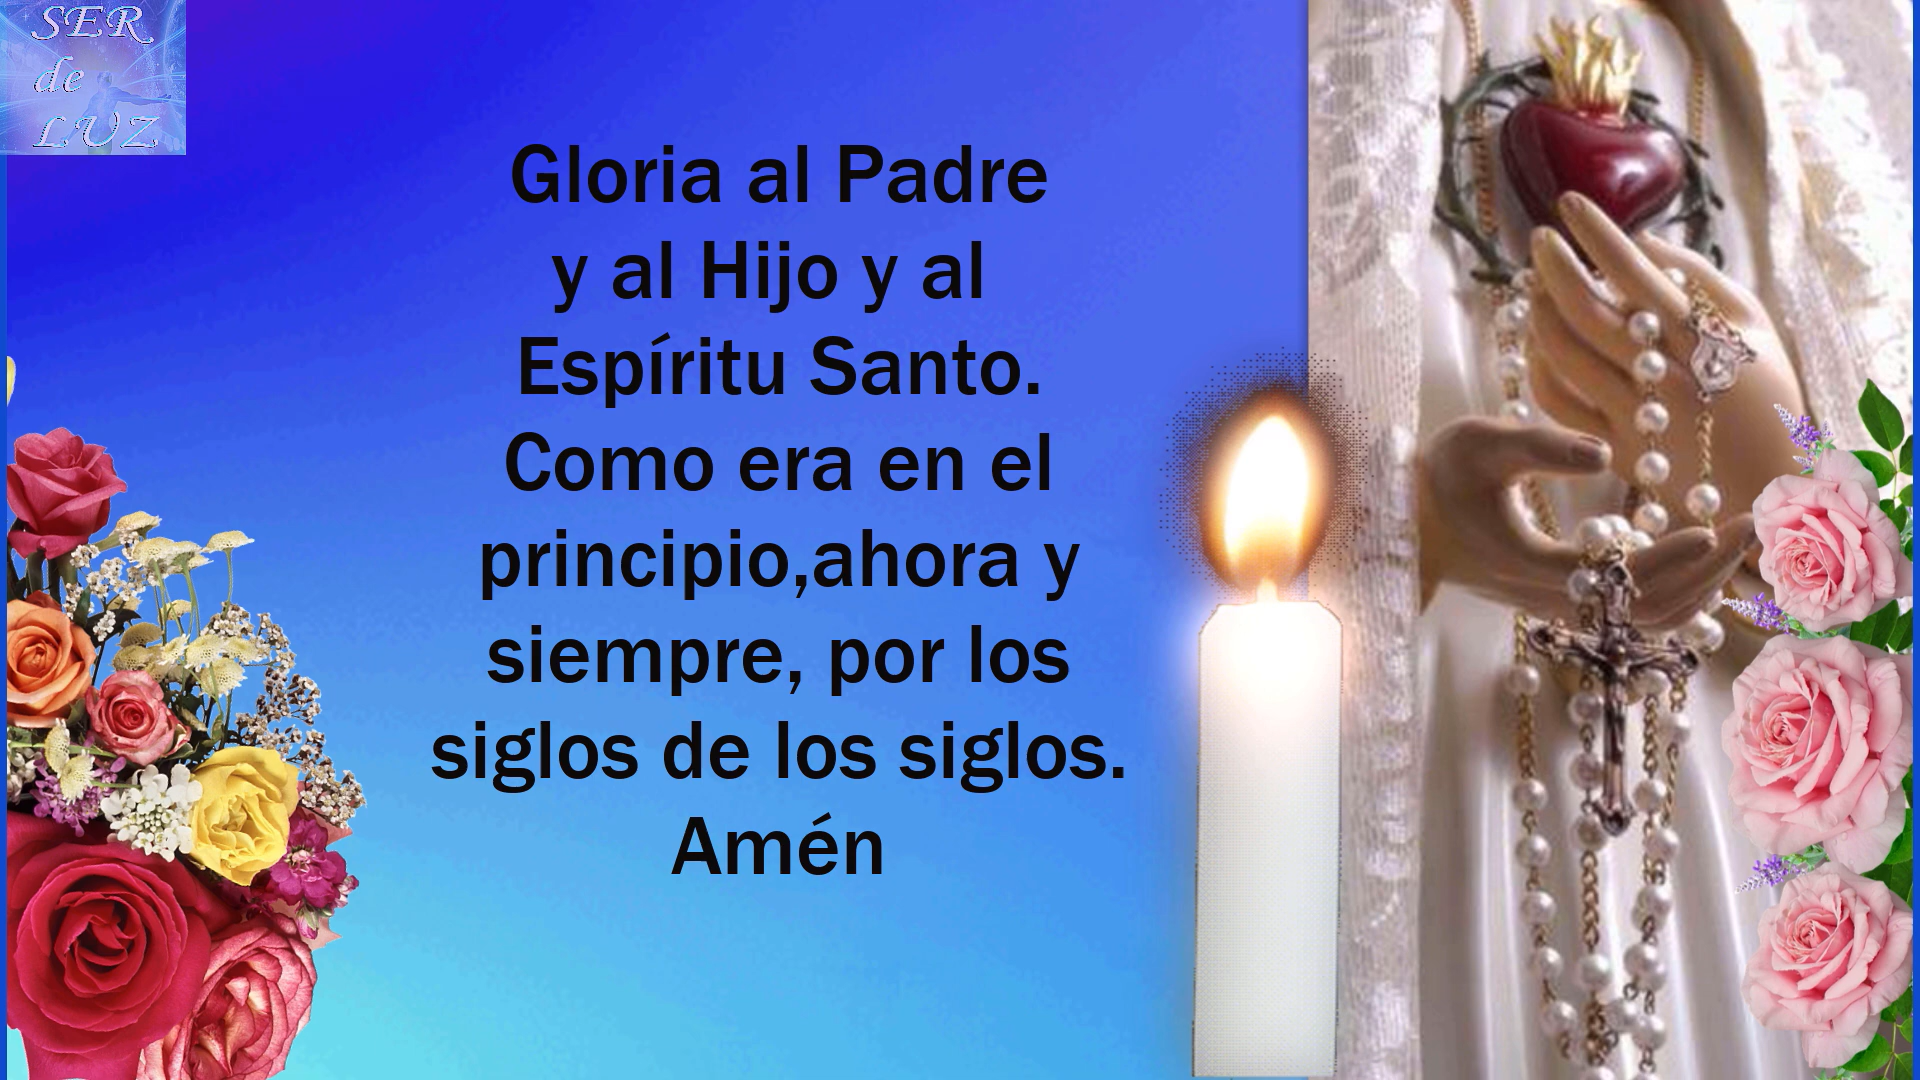 SER
de
LUZ
Gloria al Padre
y al Hijo y al
Espíritu Santo.
Como era en el
principio,ahora y
siempre, por los
siglos de los siglos.
Amén